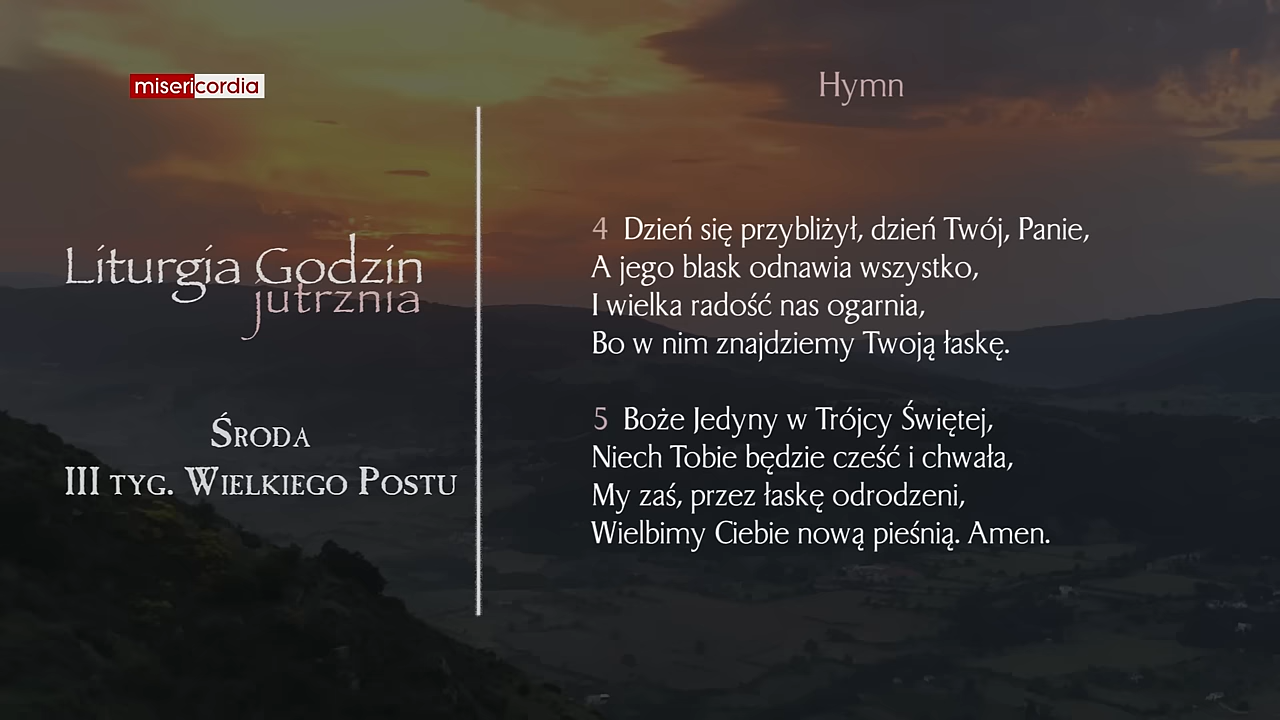 misericordia
Liturgia Godzin
jutrznia
Środa
III tyg. Wielkiego Postu
Hymn
4 Dzień się przybliżył, dzień Twój, Panie,
A jego blask odnawia wszystko,
I wielka radość nas ogarnia,
Bo w nim znajdziemy Twoją łaskę.
5 Boże Jedyny w Trójcy Świętej,
Niech Tobie będzie cześć i chwała,
My zaś, przez łaskę odrodzeni,
Wielbimy Ciebie nową pieśnią. Amen.